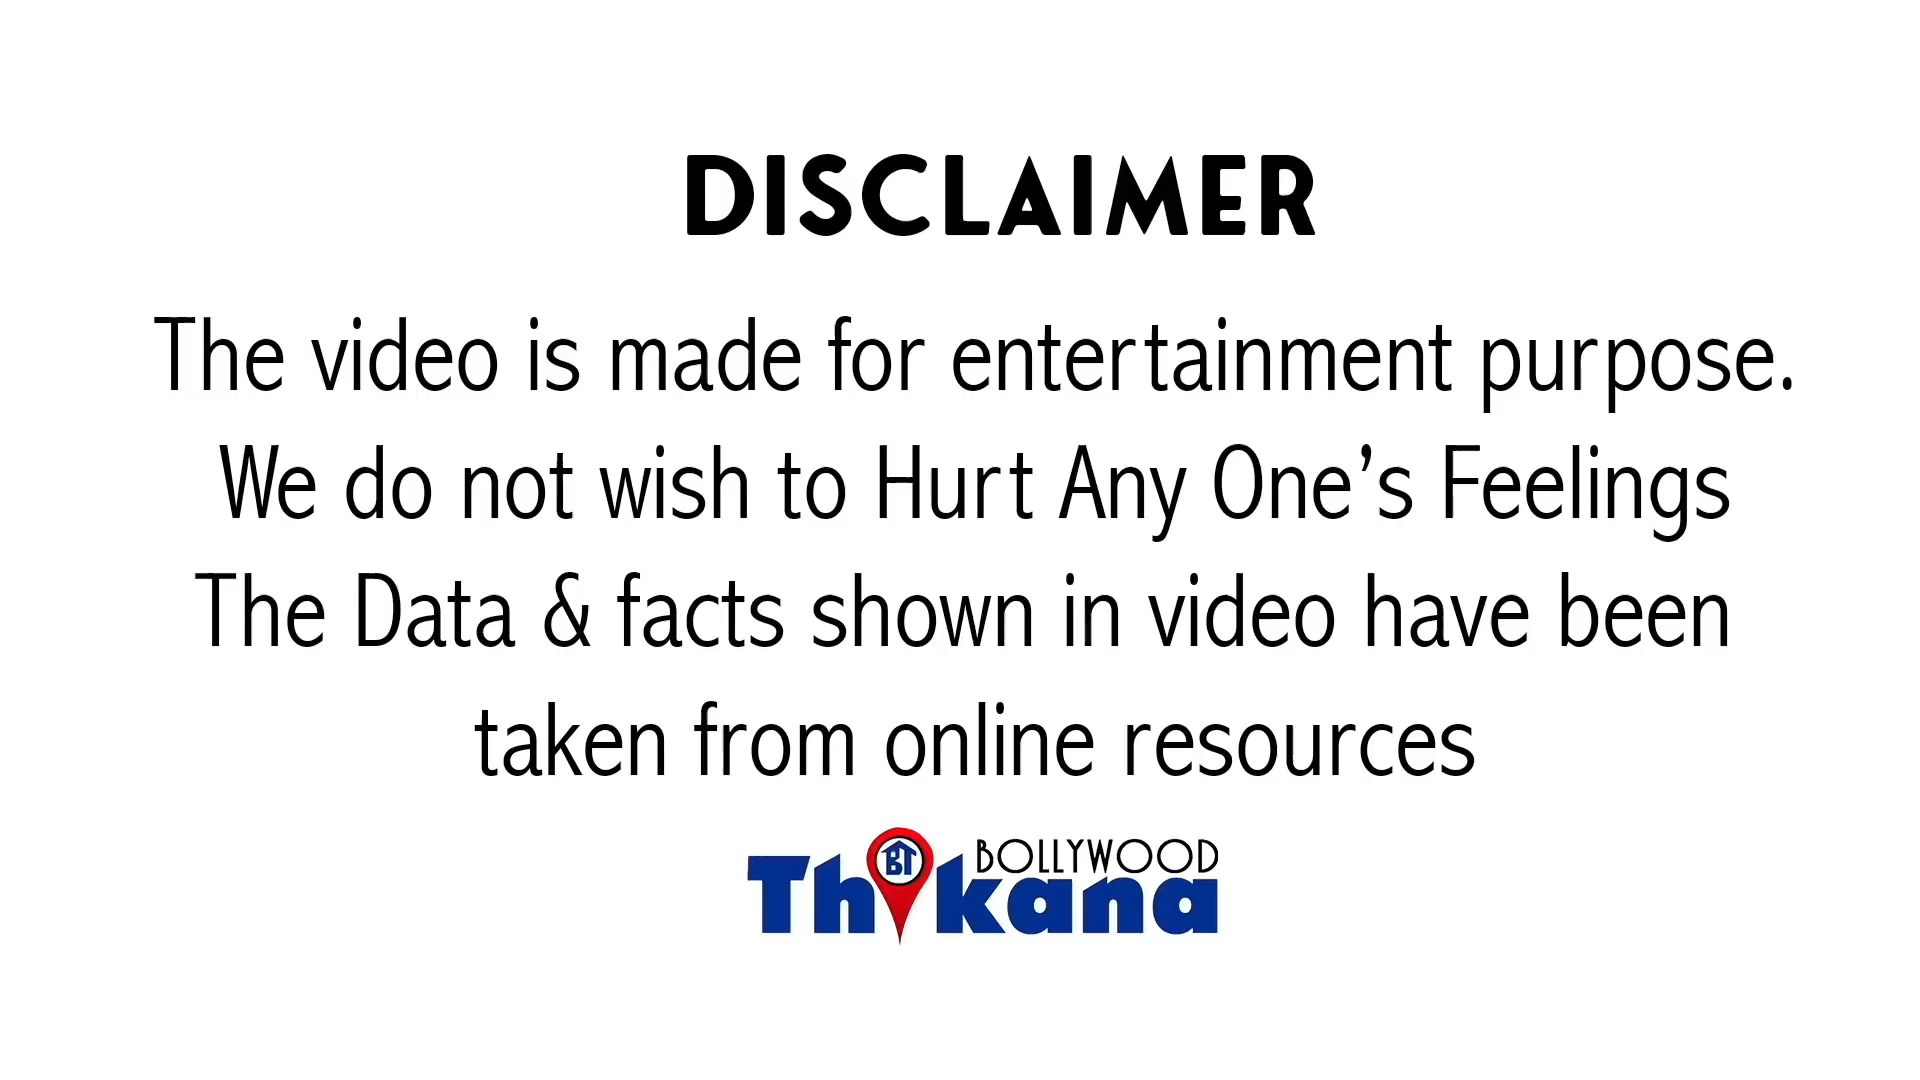 DISCLAIMER
The video is made for entertainment purpose.
We do not wish to Hurt Any One’s Feelings
The Data & facts shown in video have been
taken from online resources
BT
BOLLYWOOD
Thikana